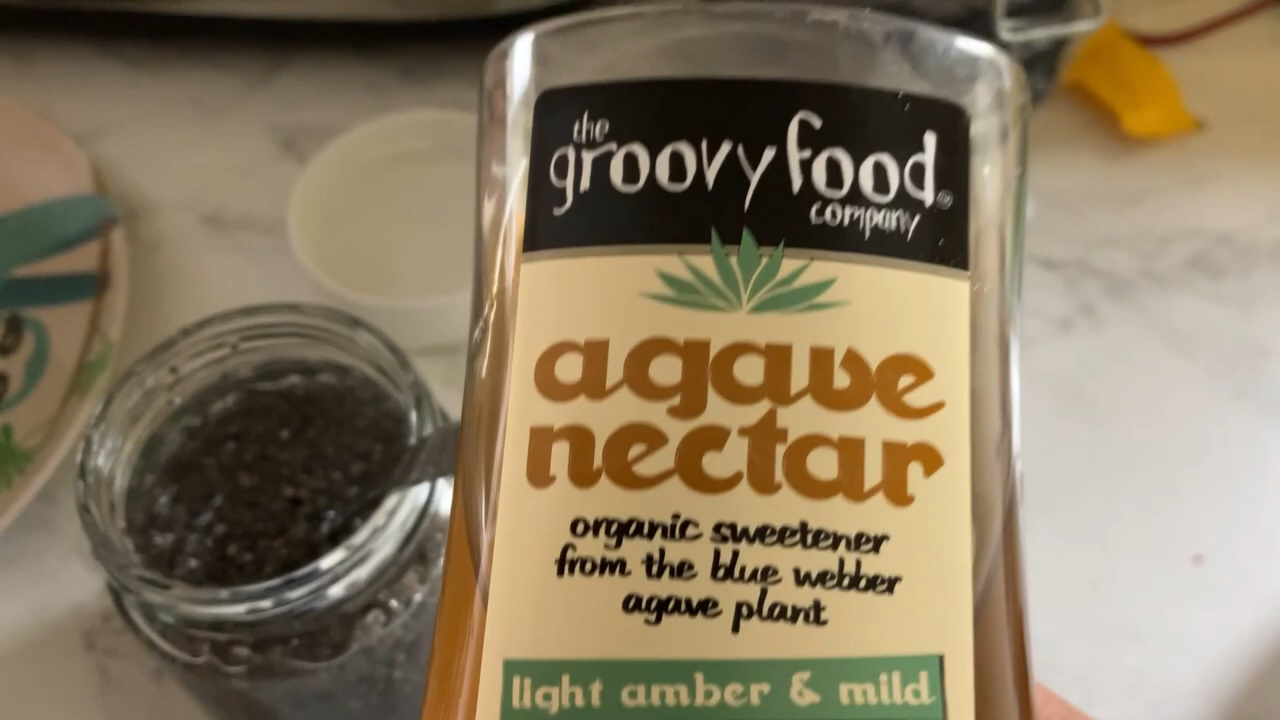 the
groovy food®
company
agave
nectar
organic sweetener
from the blue webber
agave plant
light amber & mild